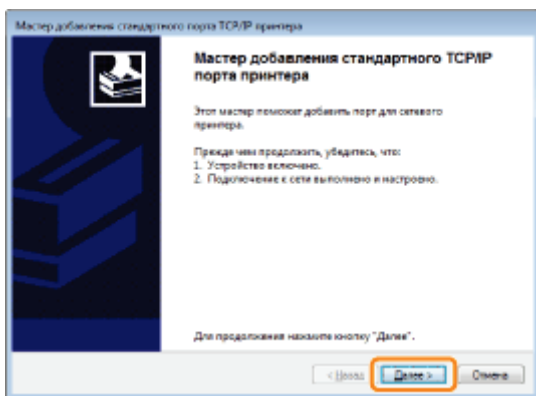 Мастер добавления стандартного порта TCP/IP принтера
Мастер добавления стандартного TCP/IP
порта принтера
Этот мастер поможет добавить порт для сетевого
принтера.
Прежде чем продолжить, убедитесь, что:
1. Устройство включено.
2. Подключение к сети выполнено и настроено.
Для продолжения нажмите кнопку "Далее".
< Назад
Далее >
Отмена